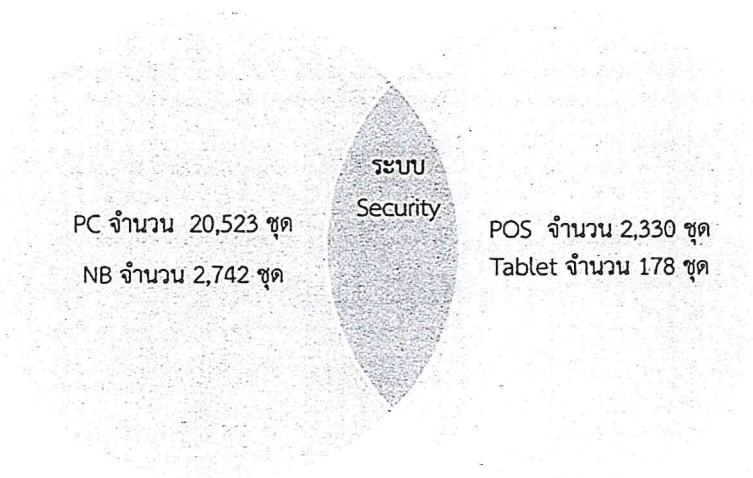 ระบบ
Security
PC จำนวน 20,523 ชุด
NB จำนวน 2,742 ชุด
POS จำนวน 2,330 ชุด
Tablet จำนวน 178 ชุด